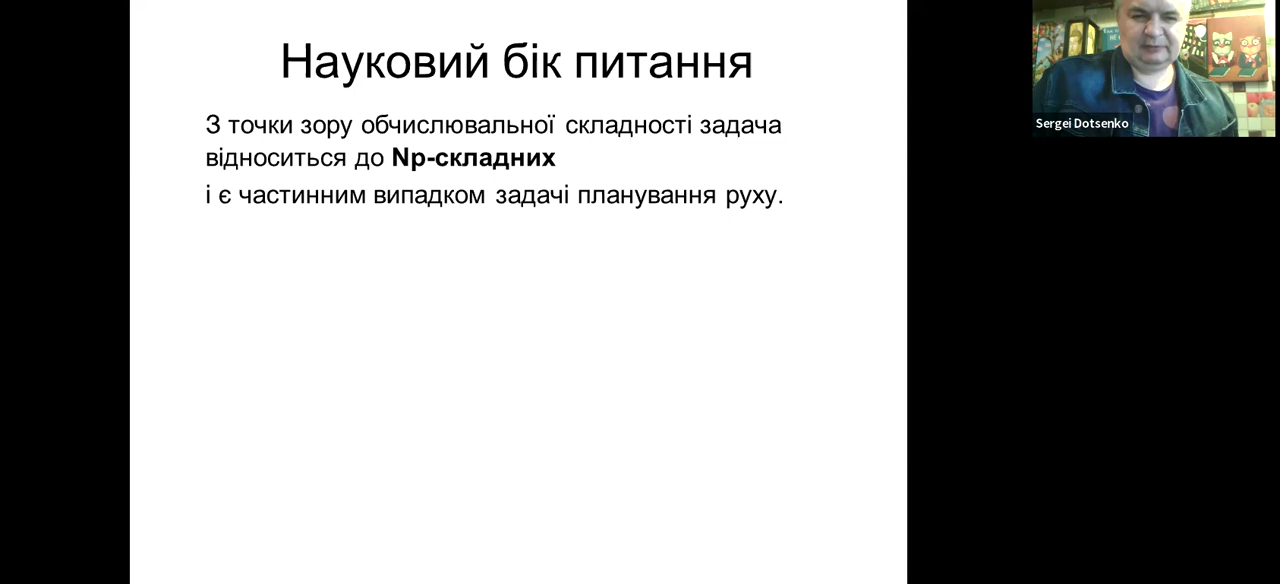 Науковий бік питання
З точки зору обчислювальної складності задача
відноситься до Np-складних
і є частинним випадком задачі планування руху.
Sergei Dotsenko